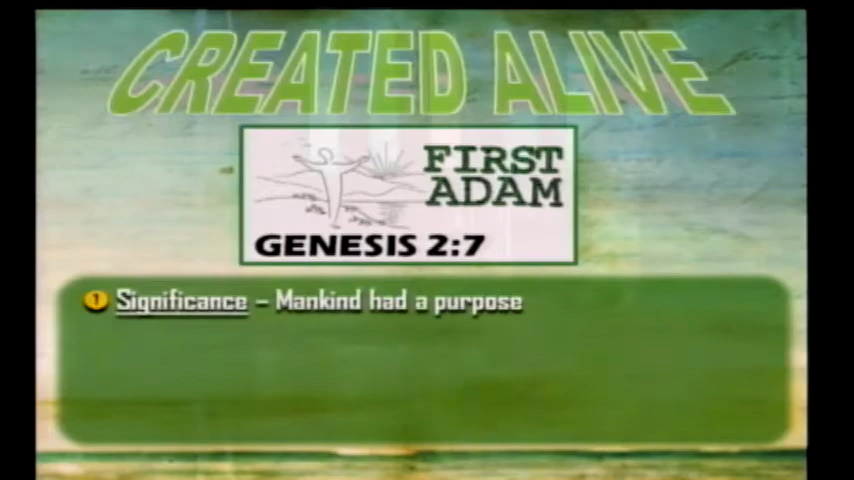 CREATED ALIVE
FIRST
ADAM
GENESIS 2:7
1 Significance – Mankind had a purpose